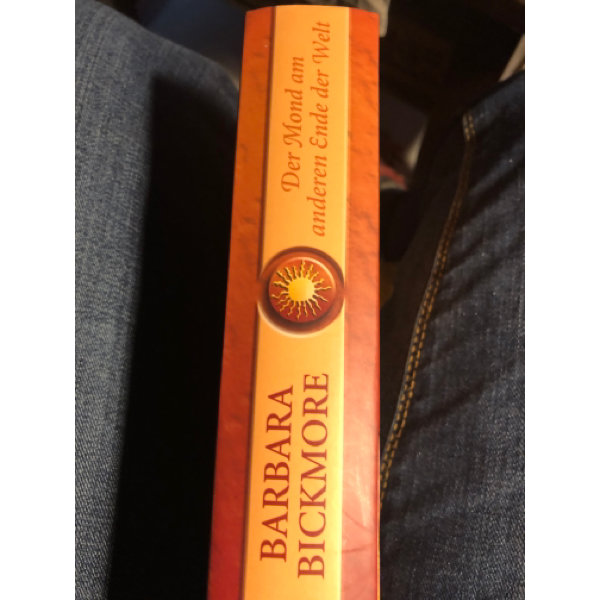 BARBARA
BICKMORE
Der Mond am
anderen Ende der Welt